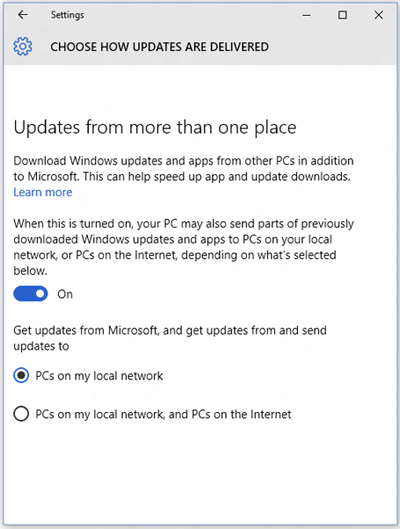 Settings
CHOOSE HOW UPDATES ARE DELIVERED
Updates from more than one place
Download Windows updates and apps from other PCs in addition
to Microsoft. This can help speed up app and update downloads.
Learn more
When this is turned on, your PC may also send parts of previously
downloaded Windows updates and apps to PCs on your local
network, or PCs on the Internet, depending on what's selected
below.
On
Get updates from Microsoft, and get updates from and send
updates to
PCs on my local network
PCs on my local network, and PCs on the Internet